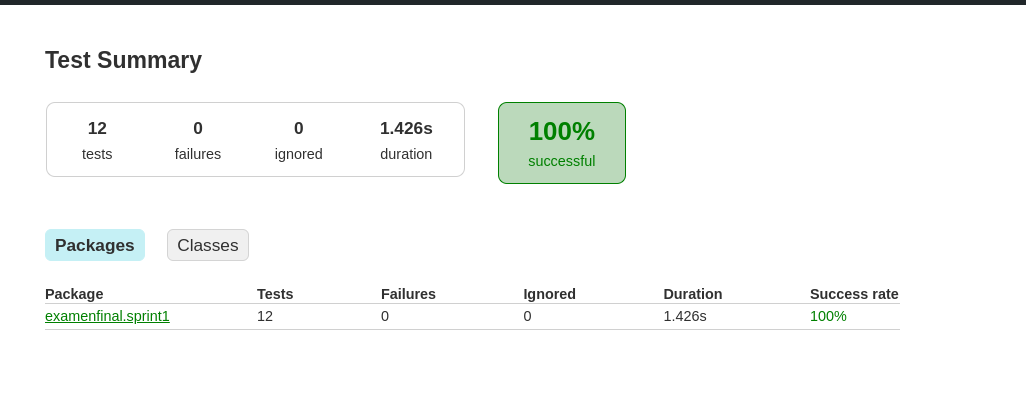 Test Summary
12 0 0 1.426s
tests failures ignored duration
100%
successful
Packages Classes
Package Tests Failures Ignored Duration Success rate
examenfinal.sprint1 12 0 0 1.426s 100%